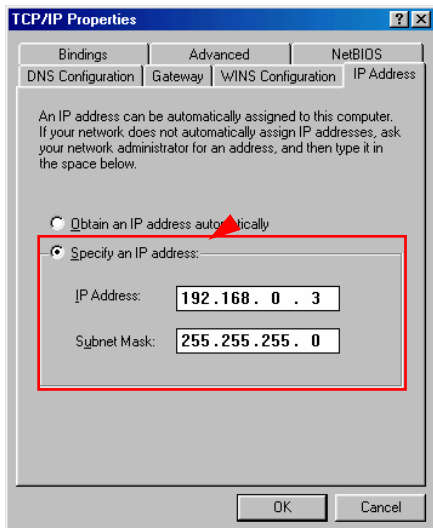 TCP/IP Properties
Bindings Advanced NetBIOS
DNS Configuration Gateway WINS Configuration IP Address
An IP address can be automatically assigned to this computer.
If your network does not automatically assign IP addresses, ask
your network administrator for an address, and then type it in
the space below.
Obtain an IP address automatically
Specify an IP address:
IP Address: 192.168. 0 . 3
Subnet Mask: 255.255.255. 0
OK Cancel